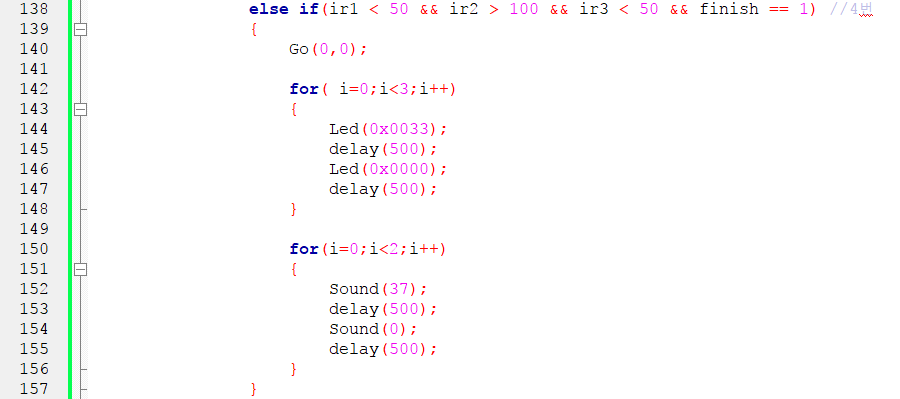 138 else if(ir1 < 50 && ir2 > 100 && ir3 < 50 && finish == 1) //4번
139 {
140 Go(0,0);
141
142 for( i=0;i<3;i++)
143 {
144 Led(0x0033);
145 delay(500);
146 Led(0x0000);
147 delay(500);
148 }
149
150 for(i=0;i<2;i++)
151 {
152 Sound(37);
153 delay(500);
154 Sound(0);
155 delay(500);
156 }
157 }